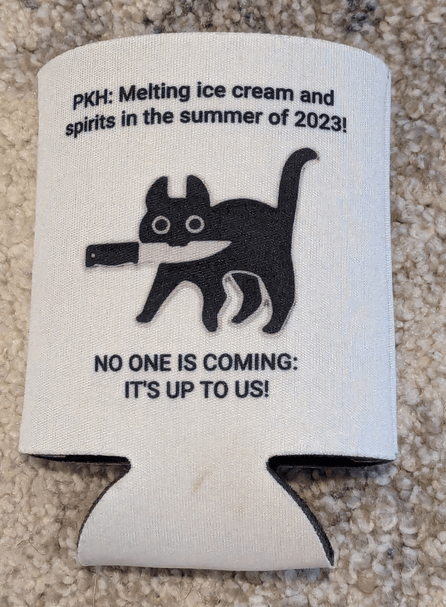 PKH: Melting ice cream and
spirits in the summer of 2023!
NO ONE IS COMING:
IT'S UP TO US!